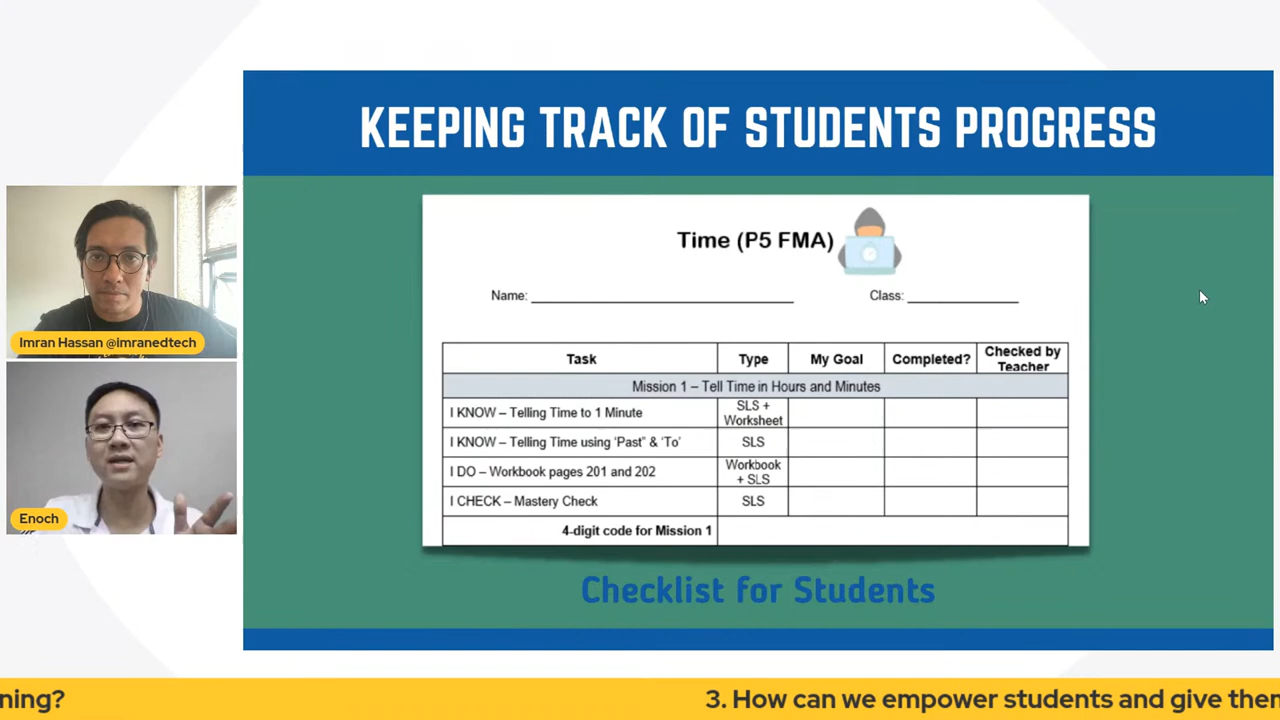 KEEPING TRACK OF STUDENTS PROGRESS
Time (P5 FMA)
Name: Class:
Task Type My Goal Completed? Checked by Teacher
Mission 1 – Tell Time in Hours and Minutes
I KNOW – Telling Time to 1 Minute SLS + Worksheet
I KNOW – Telling Time using ‘Past” & ‘To’ SLS
I DO – Workbook pages 201 and 202 Workbook + SLS
I CHECK – Mastery Check SLS
4-digit code for Mission 1
Checklist for Students
Imran Hassan @Imranedtech
Enoch
ning? 3. How can we empower students and give then